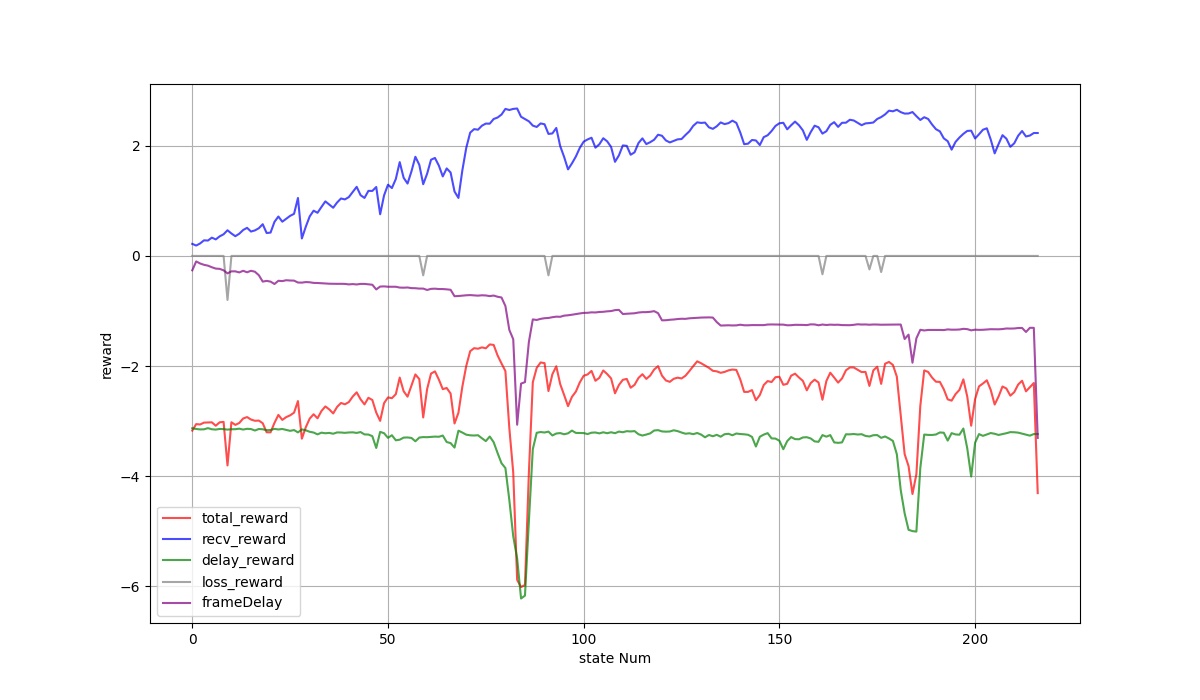 reward
2
0
−2
−4
−6
total_reward
recv_reward
delay_reward
loss_reward
frameDelay
0
50
100
150
200
state Num